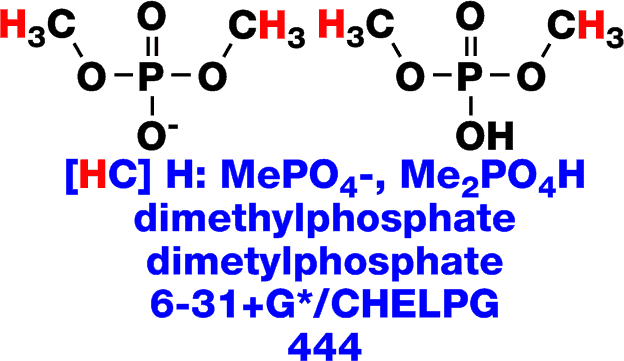 H₃C O CH₃ H₃C O CH₃
O P O O P O
O⁻ OH
[HC] H: MePO₄-, Me₂PO₄H
dimethylphosphate
dimetylphosphate
6-31+G*/CHELPG
444